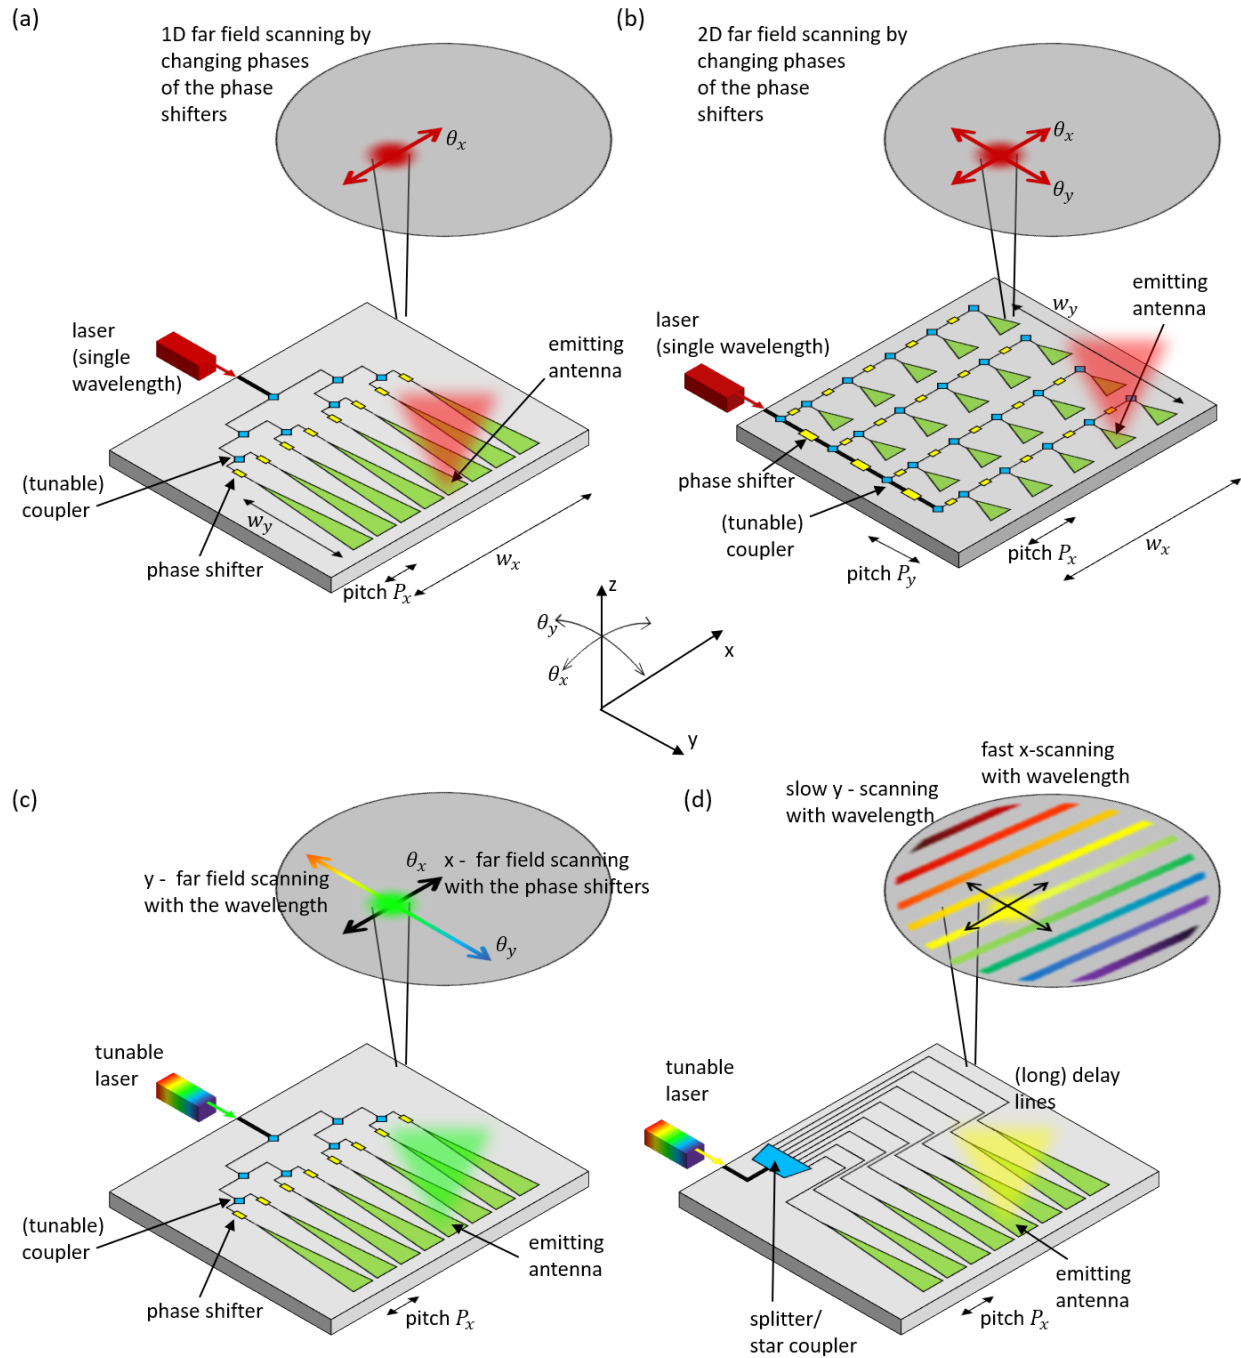 (a)
1D far field scanning by
changing phases
of the phase
shifters
θx
laser
(single
wavelength)
emitting
antenna
(tunable)
coupler
phase shifter
wy
wx
pitch Px
(b)
2D far field scanning by
changing phases
of the phase
shifters
θx
θy
laser
(single wavelength)
wy
emitting
antenna
phase shifter
(tunable)
coupler
pitch Py
pitch Px
wx
z
θy
θx
x
y
(c)
θx
x - far field scanning
with the phase shifters
y - far field scanning
with the wavelength
θy
tunable
laser
(tunable)
coupler
phase shifter
emitting
antenna
pitch Px
(d)
fast x-scanning
with wavelength
slow y - scanning
with wavelength
tunable
laser
(long) delay
lines
splitter/
star coupler
emitting
antenna
pitch Px